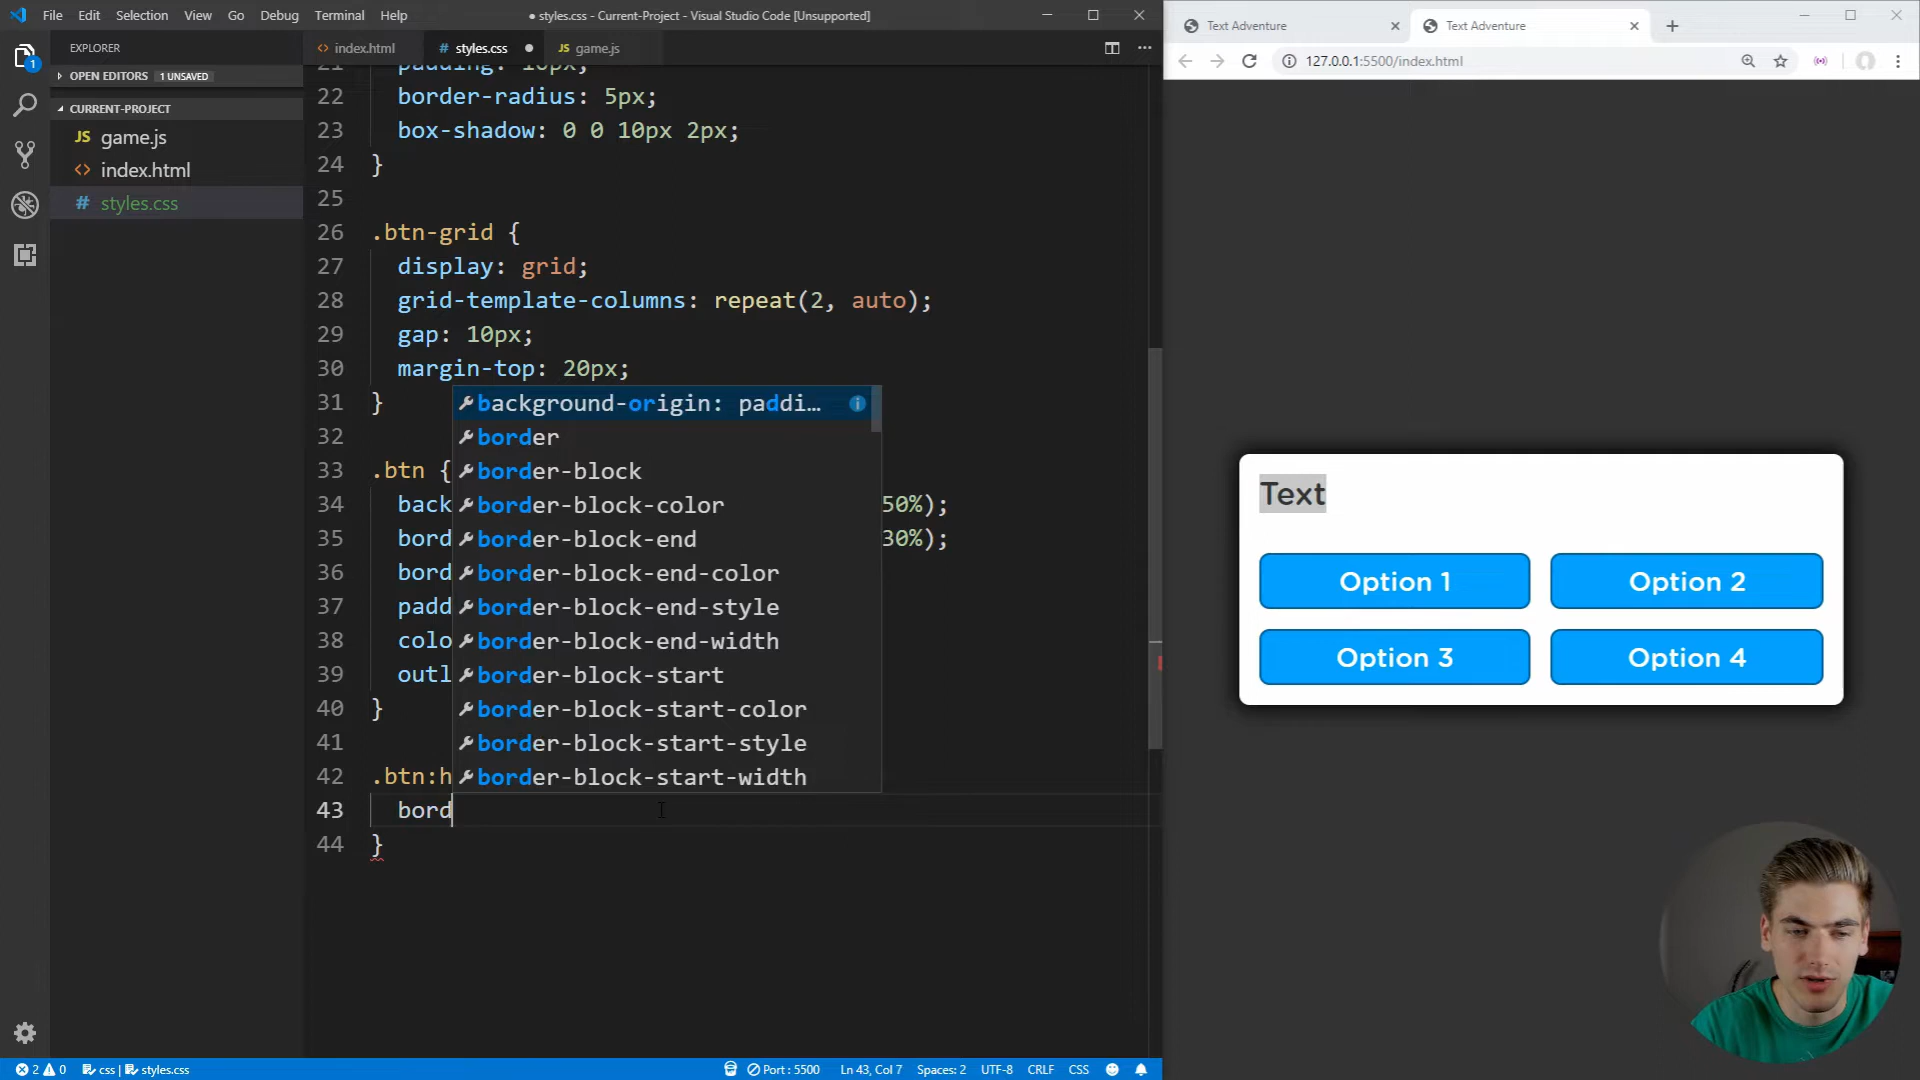 File Edit Selection View Go Debug Terminal Help
● styles.css - Current-Project - Visual Studio Code [Unsupported]
EXPLORER
OPEN EDITORS 1 UNSAVED
CURRENT-PROJECT
JS game.js
<> index.html
# styles.css
1
<> index.html
# styles.css ●
JS game.js
22 border-radius: 5px;
23 box-shadow: 0 0 10px 2px;
24 }
25
26 .btn-grid {
27 display: grid;
28 grid-template-columns: repeat(2, auto);
29 gap: 10px;
30 margin-top: 20px;
31 }
32
33 .btn {
34 back 50%);
35 bord 30%);
36 bord
37 padd
38 colo
39 outl
40 }
41
42 .btn:h
43 bord
44 }
background-origin: paddi…
border
border-block
border-block-color
border-block-end
border-block-end-color
border-block-end-style
border-block-end-width
border-block-start
border-block-start-color
border-block-start-style
border-block-start-width
2 0 css | styles.css
Port : 5500 Ln 43, Col 7 Spaces: 2 UTF-8 CRLF CSS
Text Adventure
Text Adventure
127.0.0.1:5500/index.html
Text
Option 1
Option 2
Option 3
Option 4